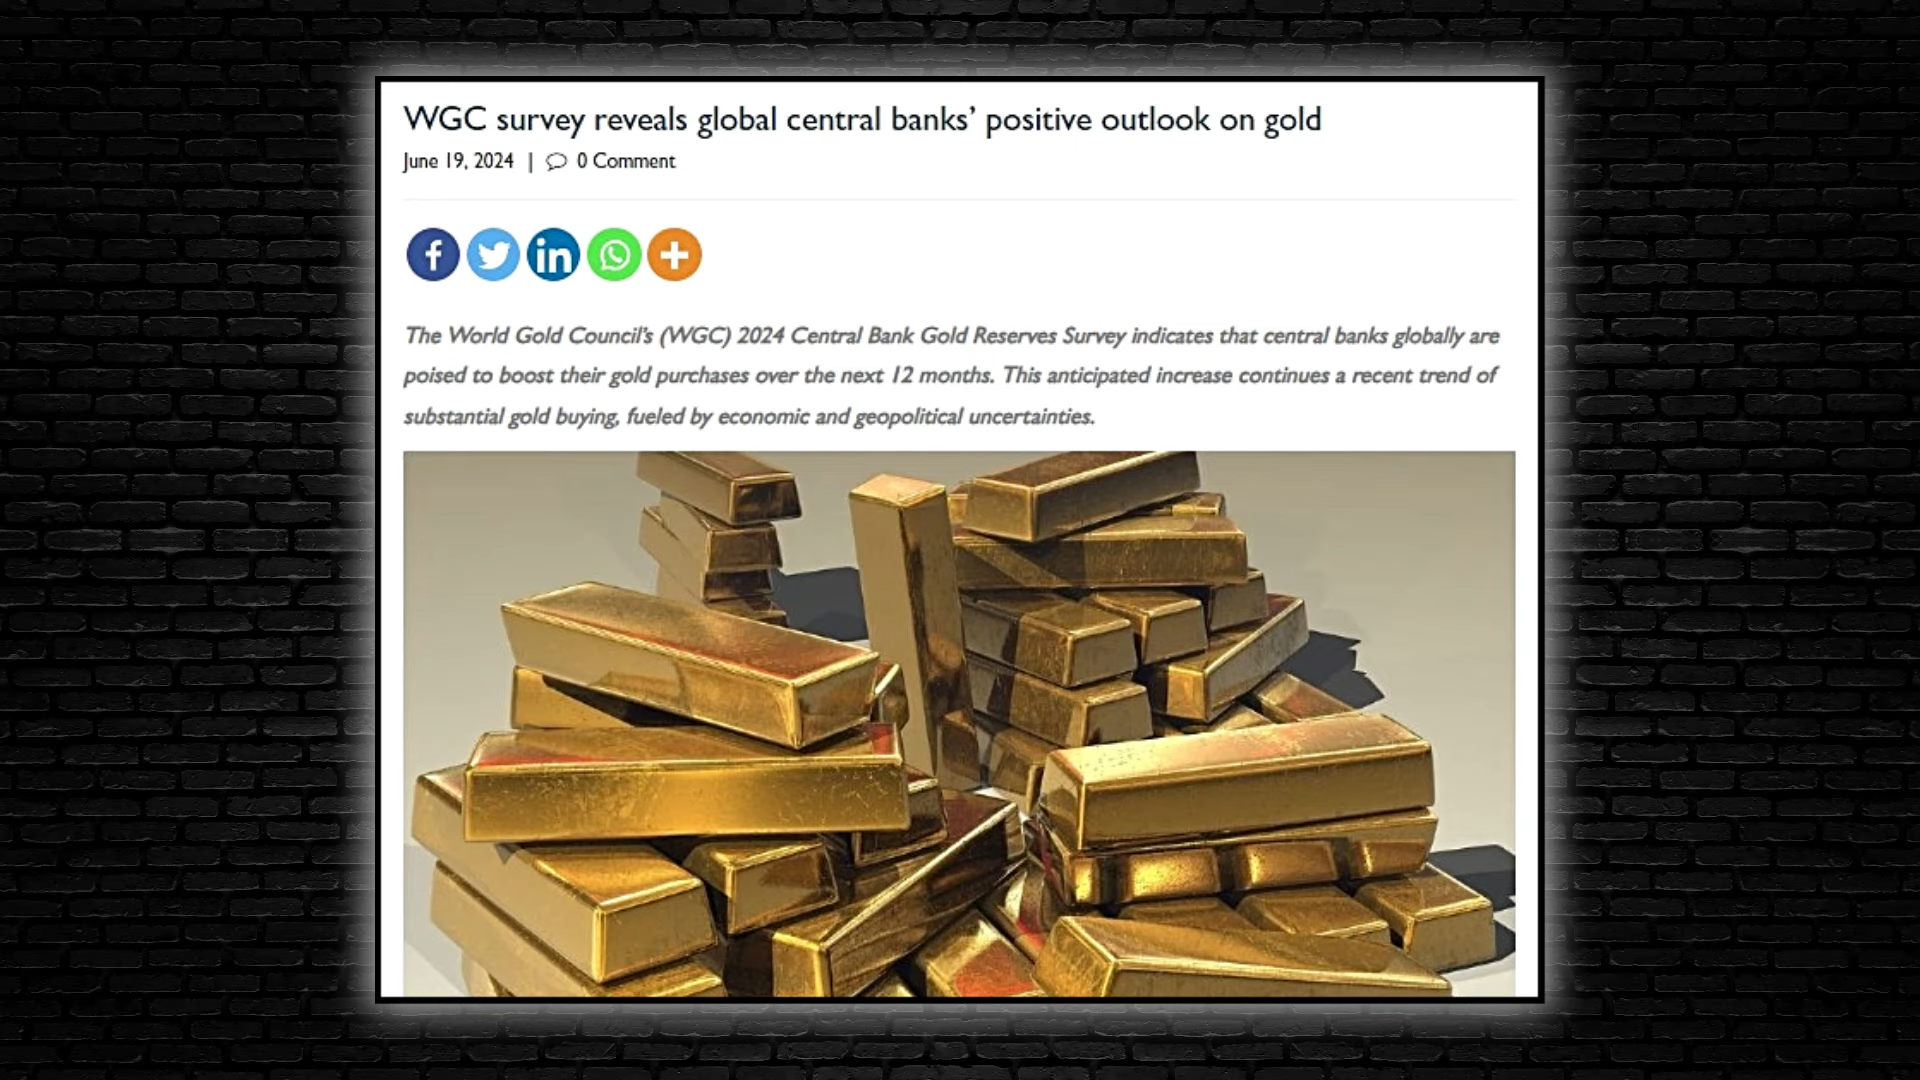 WGC survey reveals global central banks’ positive outlook on gold
June 19, 2024 | 0 Comment
The World Gold Council’s (WGC) 2024 Central Bank Gold Reserves Survey indicates that central banks globally are
poised to boost their gold purchases over the next 12 months. This anticipated increase continues a recent trend of
substantial gold buying, fueled by economic and geopolitical uncertainties.